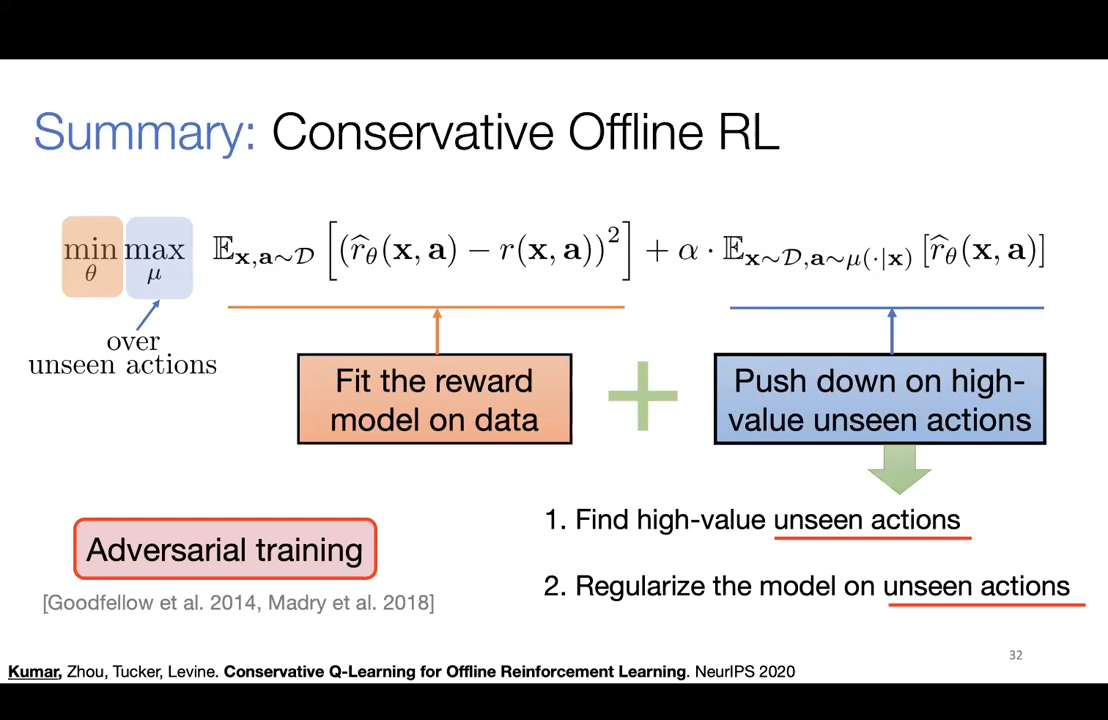 Summary: Conservative Offline RL
min_θ max_μ 𝔼_{x,a∼𝒟} [(r̂_θ(x, a) − r(x, a))²] + α · 𝔼_{x∼𝒟,a∼μ(·|x)} [r̂_θ(x, a)]
over
unseen actions
Fit the reward
model on data
+
Push down on high-
value unseen actions
1. Find high-value unseen actions
Adversarial training
2. Regularize the model on unseen actions
[Goodfellow et al. 2014, Madry et al. 2018]
32
Kumar, Zhou, Tucker, Levine. Conservative Q-Learning for Offline Reinforcement Learning. NeurIPS 2020